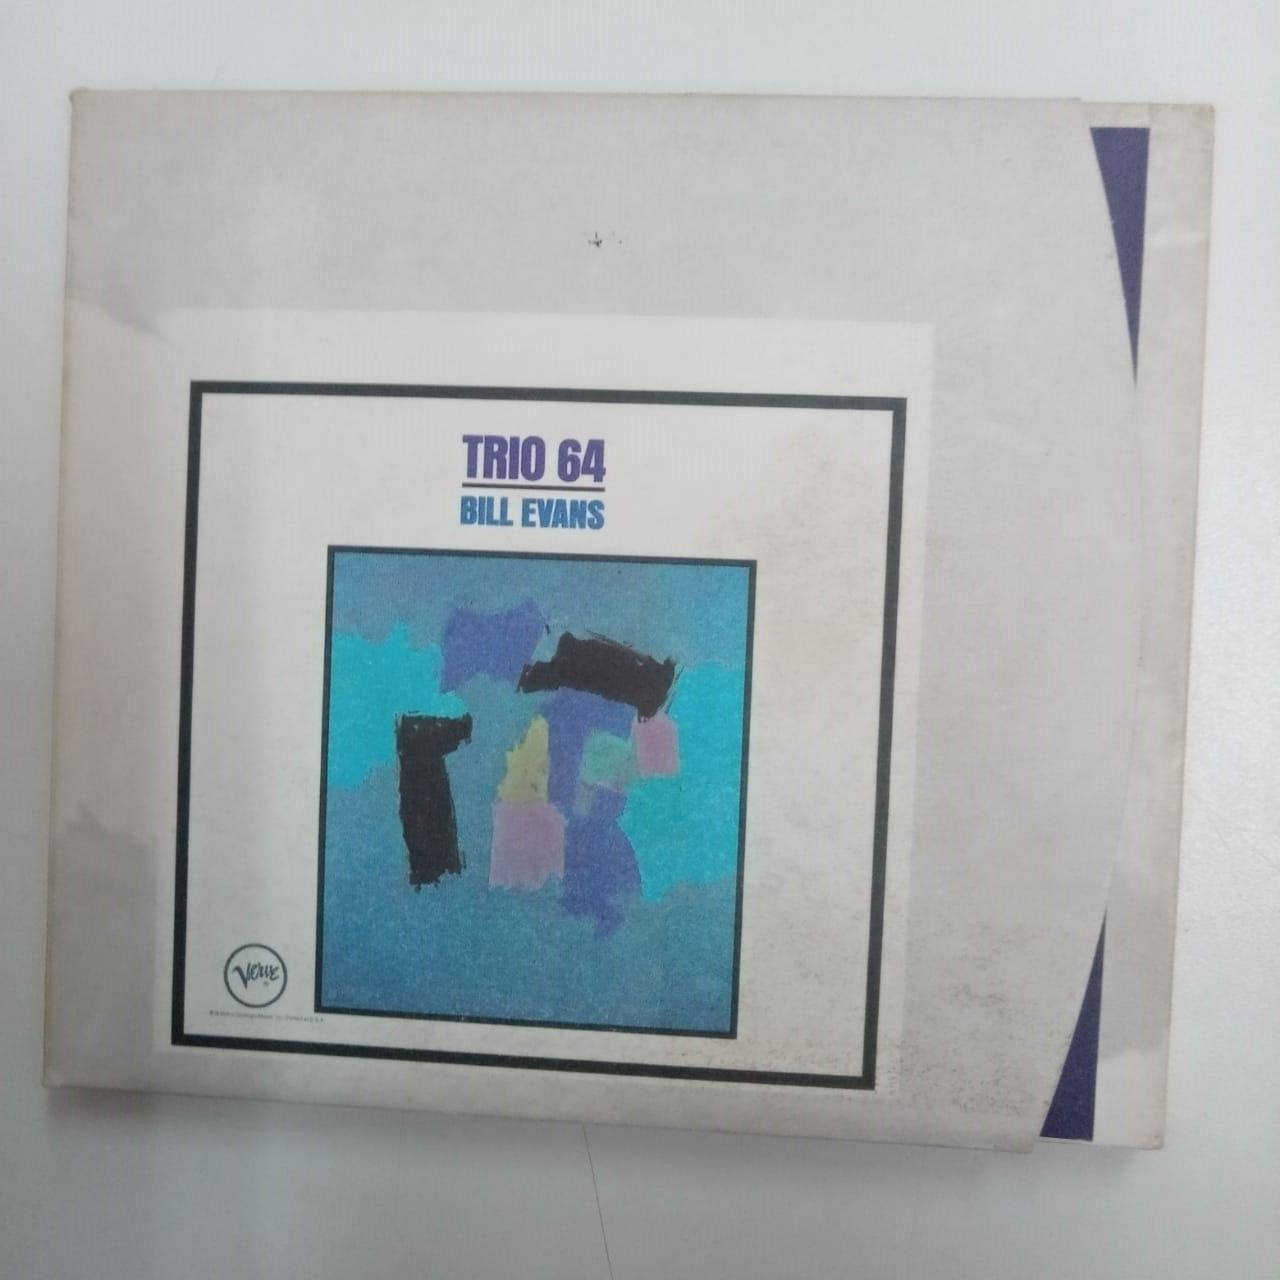 TRIO 64
BILL EVANS
Verve